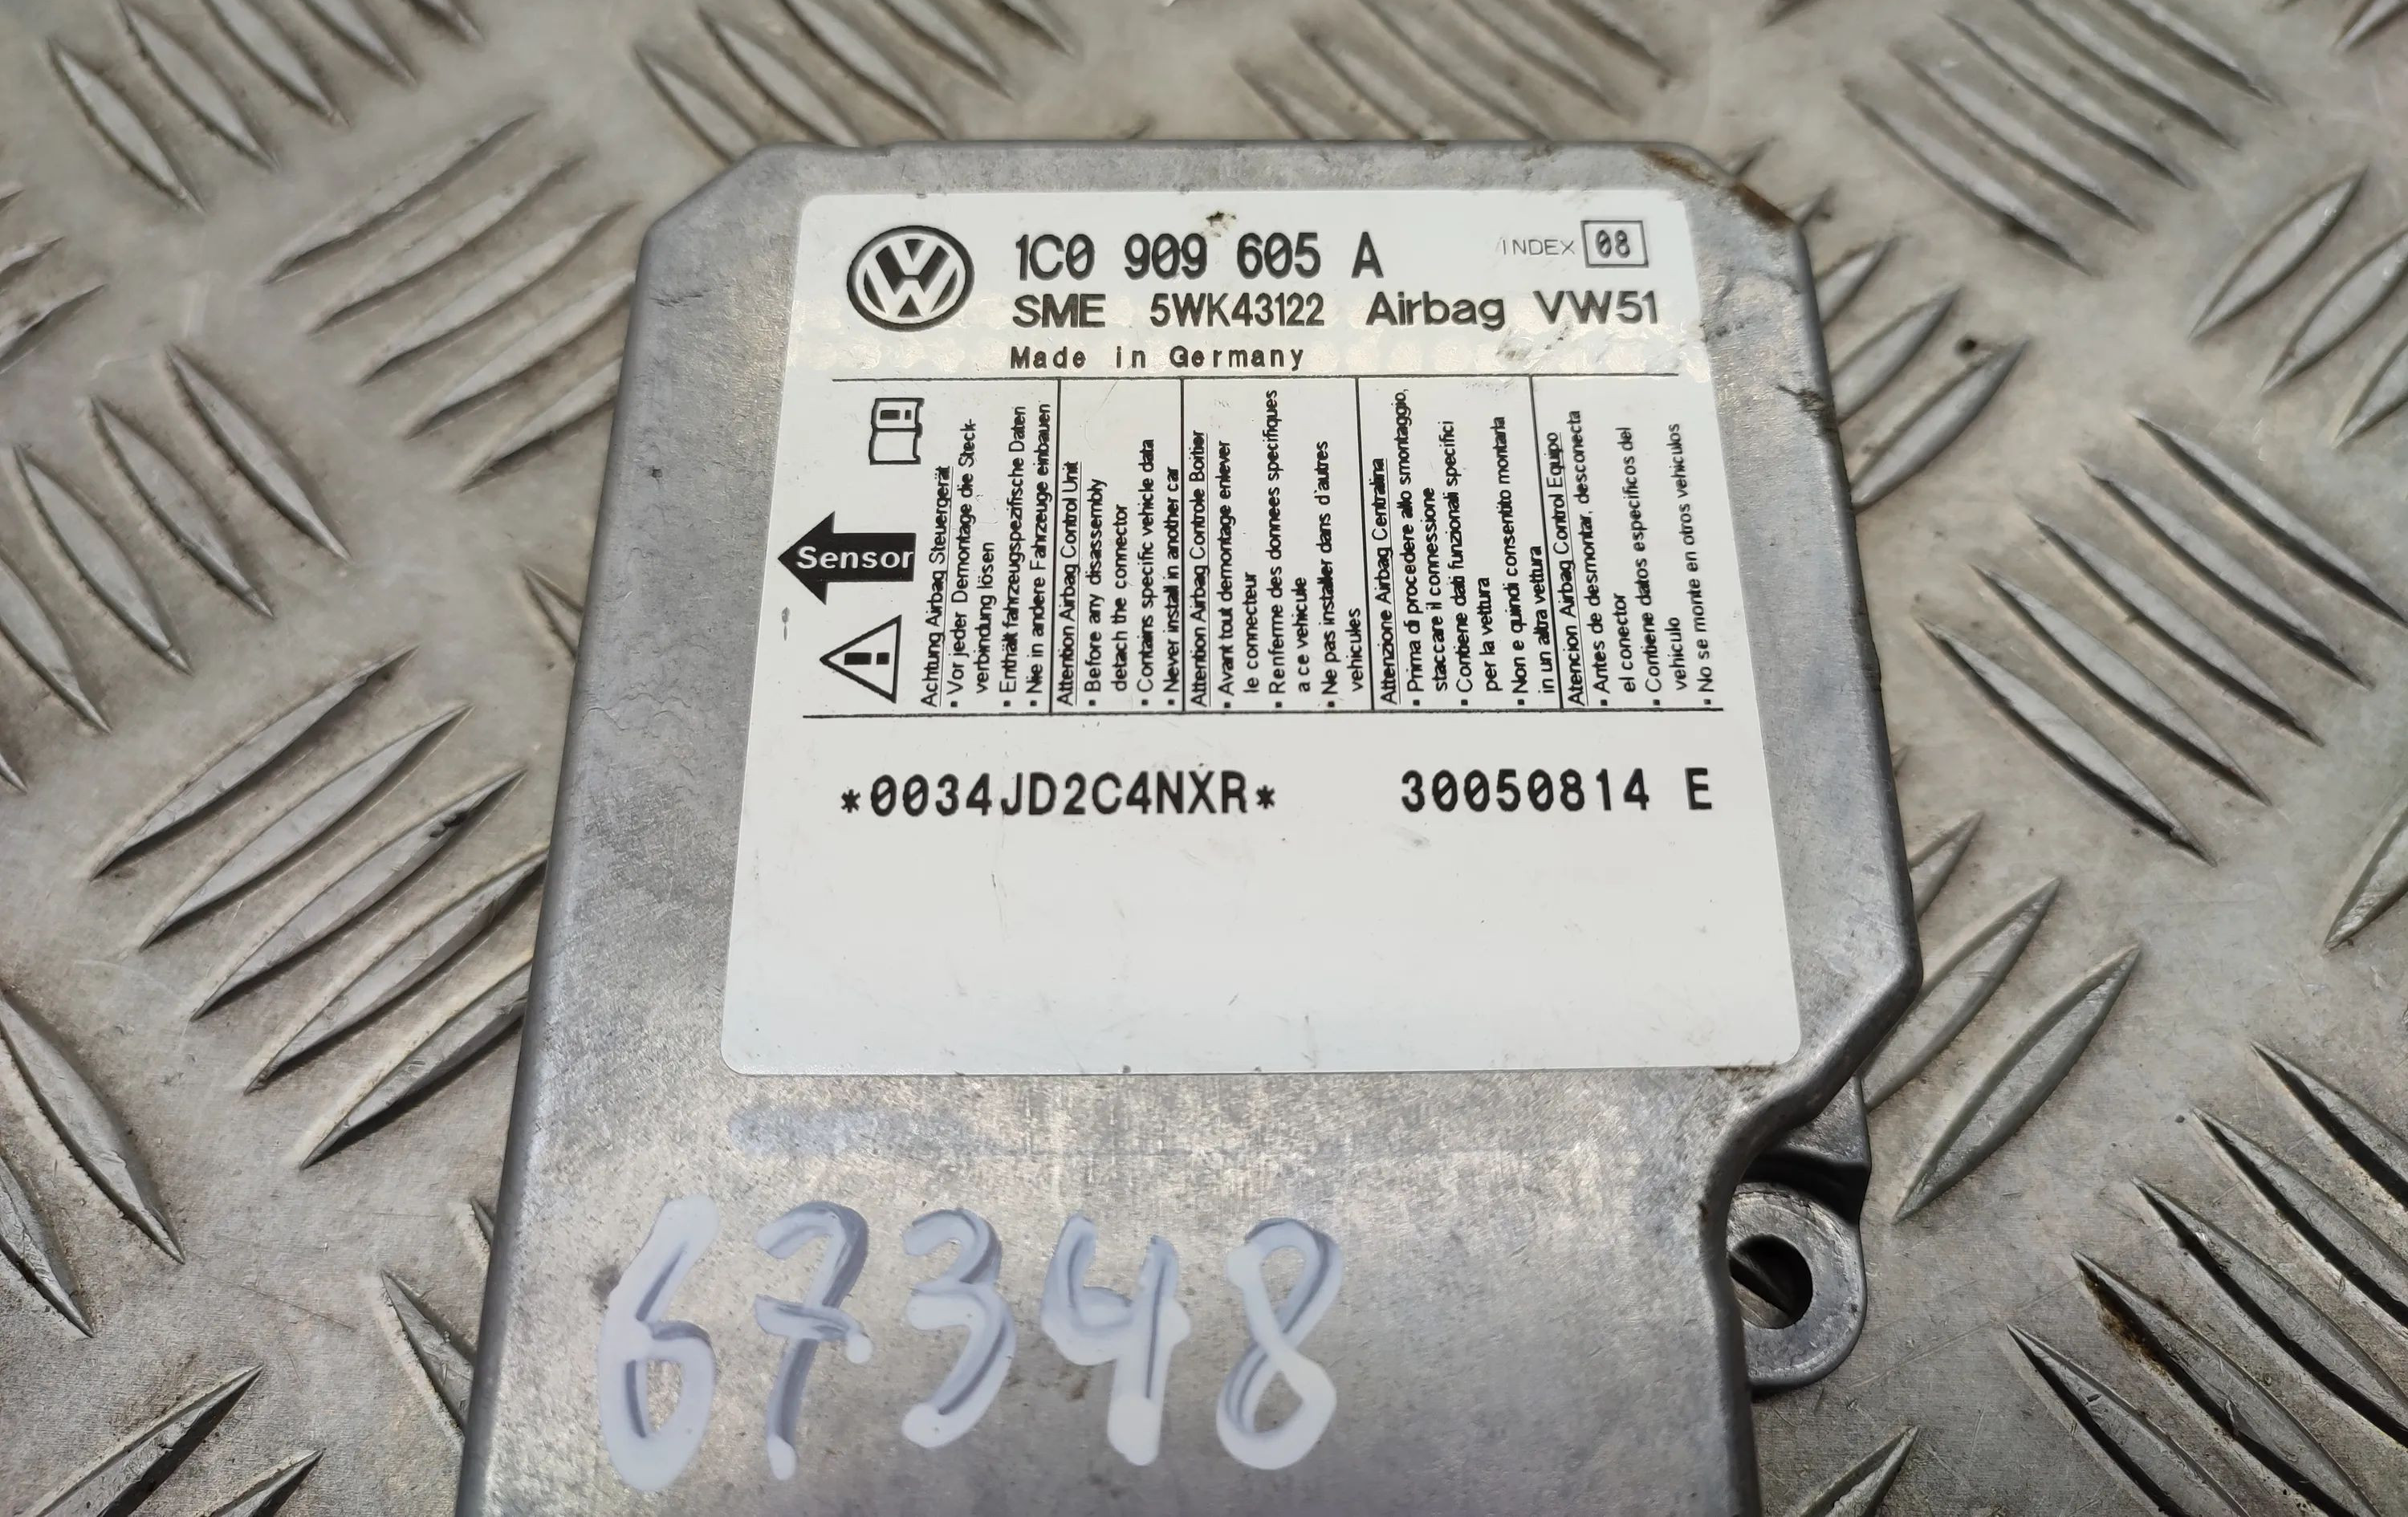 1C0 909 605 A
INDEX 08
SME 5WK43122 Airbag VW51
Made in Germany
Sensor
Achtung Airbag Steuergerät
▪ Vor jeder Demontage die Steck-
verbindung lösen
▪ Enthält fahrzeugspezifische Daten
▪ Nie in andere Fahrzeuge einbauen
Attention Airbag Control Unit
▪ Before any disassembly
detach the connector
▪ Contains specific vehicle data
▪ Never install in another car
Attention Airbag Controle Boitier
▪ Avant tout demontage enlever
le connecteur
▪ Renferme des donnees specifiques
a ce vehicule
▪ Ne pas installer dans d'autres
vehicules
Attenzione Airbag Centralina
▪ Prima di procedere allo smontaggio,
staccare il connessione
▪ Contiene dati funzionali specifici
per la vettura
▪ Non e quindi consentito montarla
in un altra vettura
Atencion Airbag Control Equipo
▪ Antes de desmontar, desconecta
el conector
▪ Contiene datos especificos del
vehiculo
▪ No se monte en otros vehiculos
*0034JD2C4NXR* 30050814 E
67348